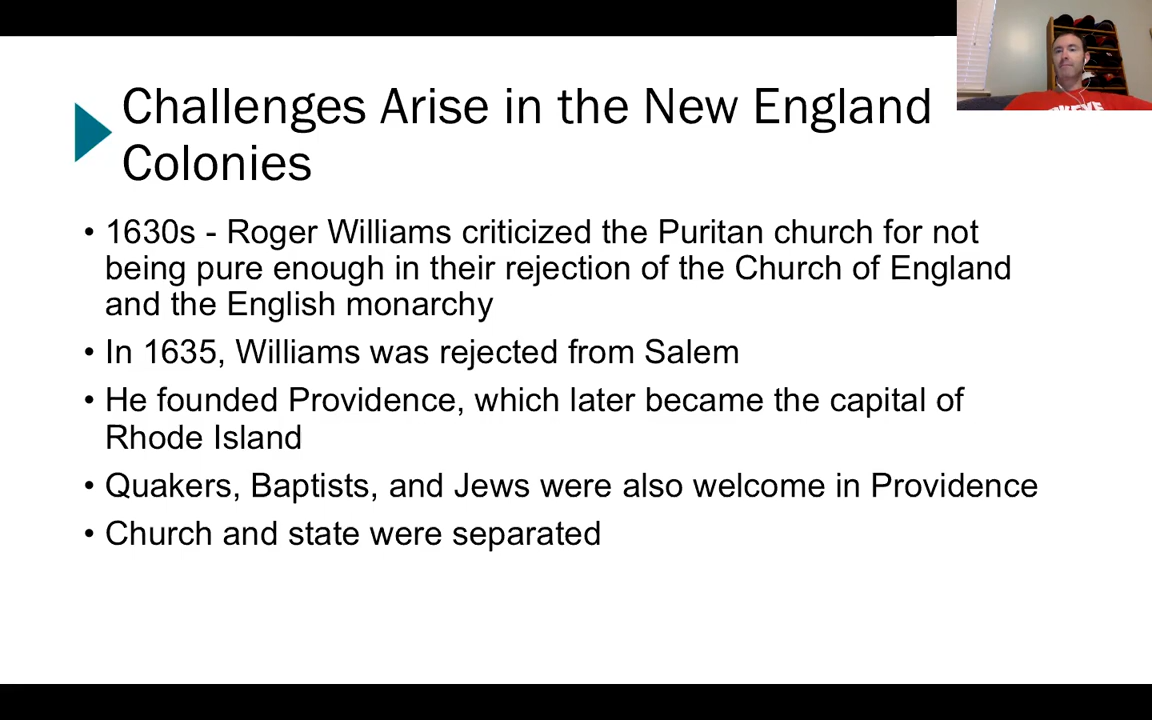 Challenges Arise in the New England
Colonies
• 1630s - Roger Williams criticized the Puritan church for not
being pure enough in their rejection of the Church of England
and the English monarchy
• In 1635, Williams was rejected from Salem
• He founded Providence, which later became the capital of
Rhode Island
• Quakers, Baptists, and Jews were also welcome in Providence
• Church and state were separated